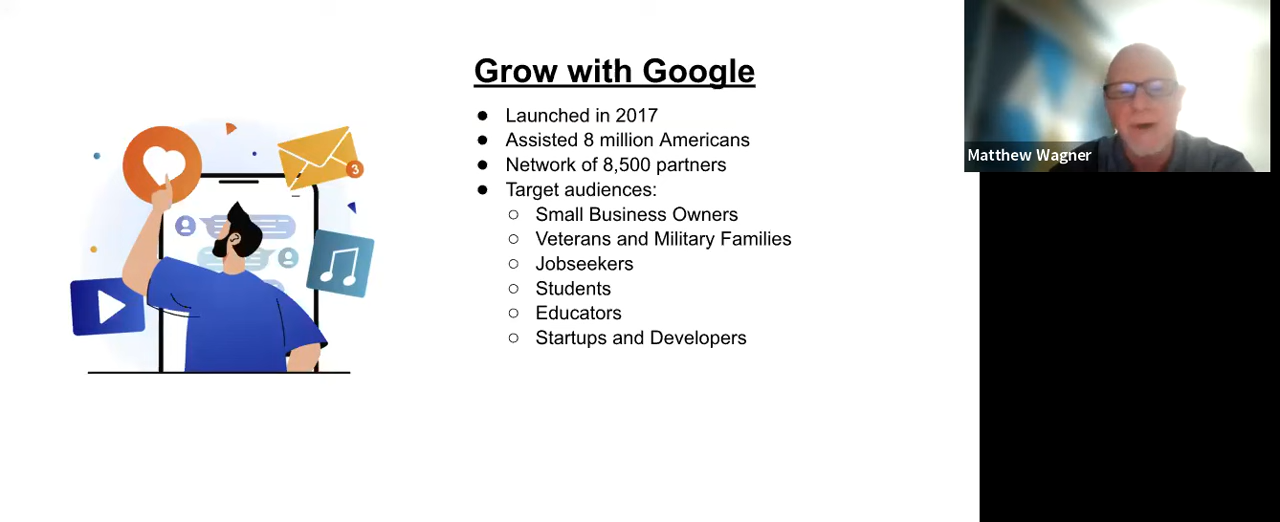 Grow with Google
● Launched in 2017
● Assisted 8 million Americans
● Network of 8,500 partners
● Target audiences:
○ Small Business Owners
○ Veterans and Military Families
○ Jobseekers
○ Students
○ Educators
○ Startups and Developers
3
Matthew Wagner